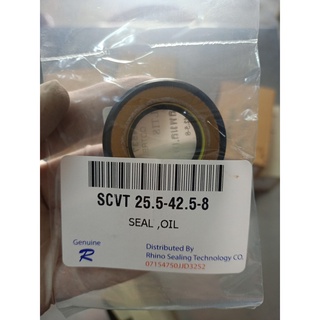 SCVT 25.5-42.5-8
SEAL ,OIL
Genuine
R
Distributed By
Rhino Sealing Technology CO.
07154750JJD3252